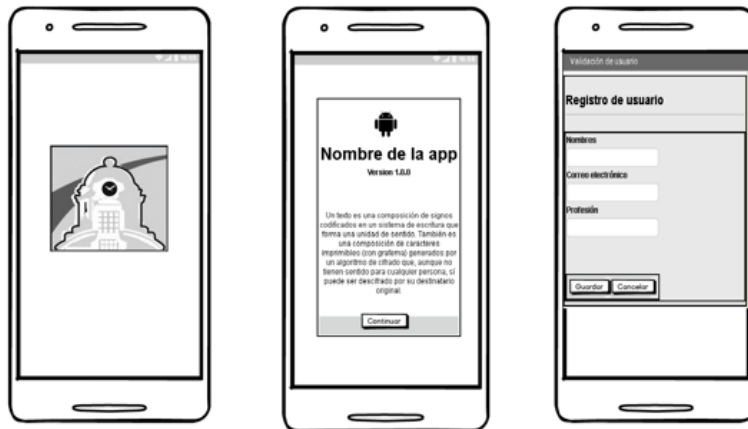 Nombre de la app
Version 1.0.0
Un texto es una composición de signos
codificados en un sistema de escritura que
forma una unidad de sentido. También es
una composición de caracteres
imprimibles (con grafema) generados por
un algoritmo de cifrado que, aunque no
tienen sentido para cualquier persona, sí
puede ser descifrado por su destinatario
original.
Continuar
Validación de usuario
Registro de usuario
Nombres
Correo electrónico
Profesión
Guardar Cancelar